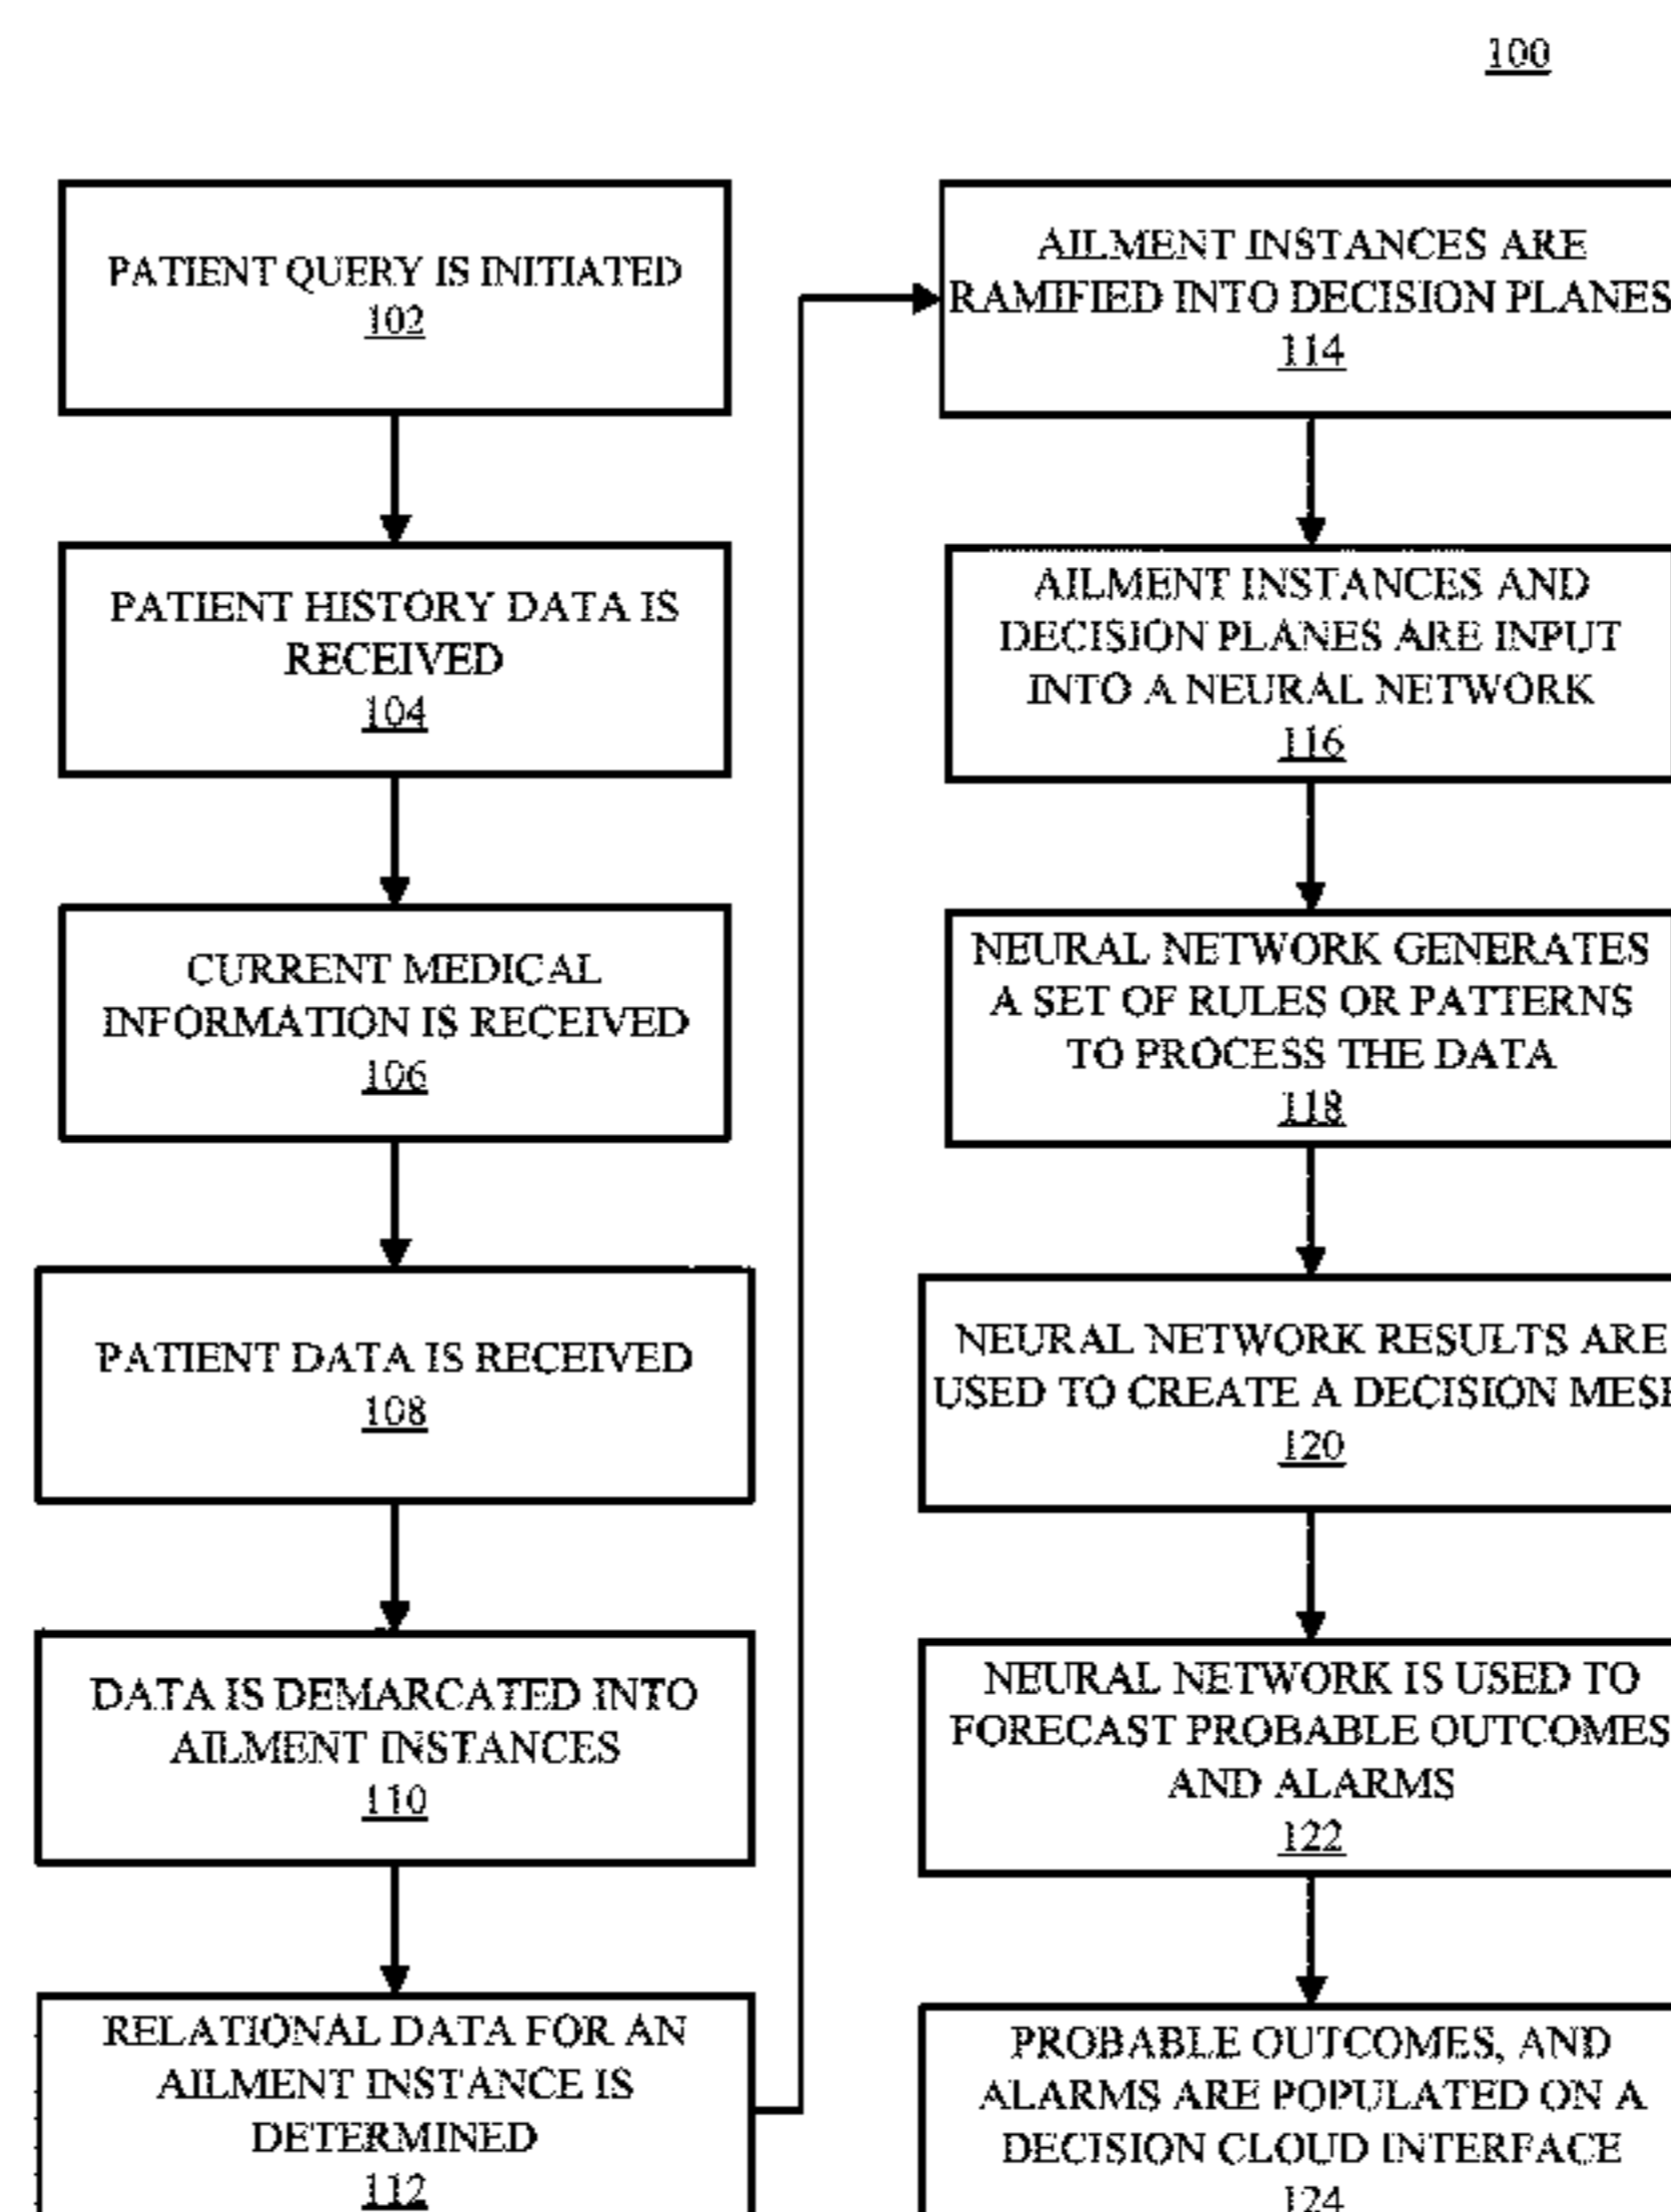 100
PATIENT QUERY IS INITIATED
102
PATIENT HISTORY DATA IS
RECEIVED
104
CURRENT MEDICAL
INFORMATION IS RECEIVED
106
PATIENT DATA IS RECEIVED
108
DATA IS DEMARCATED INTO
AILMENT INSTANCES
110
RELATIONAL DATA FOR AN
AILMENT INSTANCE IS
DETERMINED
112
AILMENT INSTANCES ARE
RAMIFIED INTO DECISION PLANES
114
AILMENT INSTANCES AND
DECISION PLANES ARE INPUT
INTO A NEURAL NETWORK
116
NEURAL NETWORK GENERATES
A SET OF RULES OR PATTERNS
TO PROCESS THE DATA
118
NEURAL NETWORK RESULTS ARE
USED TO CREATE A DECISION
120
NEURAL NETWORK IS USED TO
FORECAST PROBABLE OUTCOMES
AND ALARMS
122
PROBABLE OUTCOMES, AND
ALARMS ARE POPULATED ON A
DECISION CLOUD INTERFACE
124